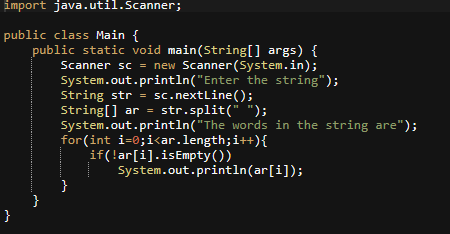 import java.util.Scanner;
public class Main {
public static void main(String[] args) {
Scanner sc = new Scanner(System.in);
System.out.println("Enter the string");
String str = sc.nextLine();
String[] ar = str.split(" ");
System.out.println("The words in the string are");
for(int i=0;i<ar.length;i++){
if(!ar[i].isEmpty())
System.out.println(ar[i]);
}
}
}